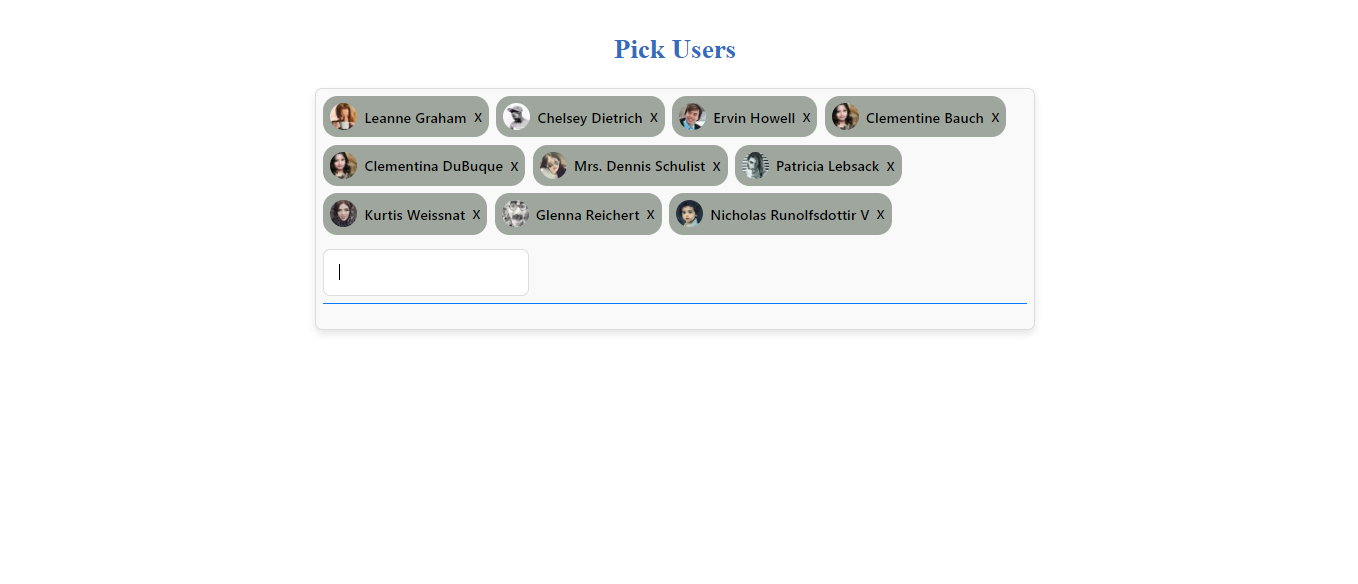 Pick Users
Leanne Graham X Chelsey Dietrich X Ervin Howell X Clementine Bauch X
Clementina DuBuque X Mrs. Dennis Schulist X Patricia Lebsack X
Kurtis Weissnat X Glenna Reichert X Nicholas Runolfsdottir V X